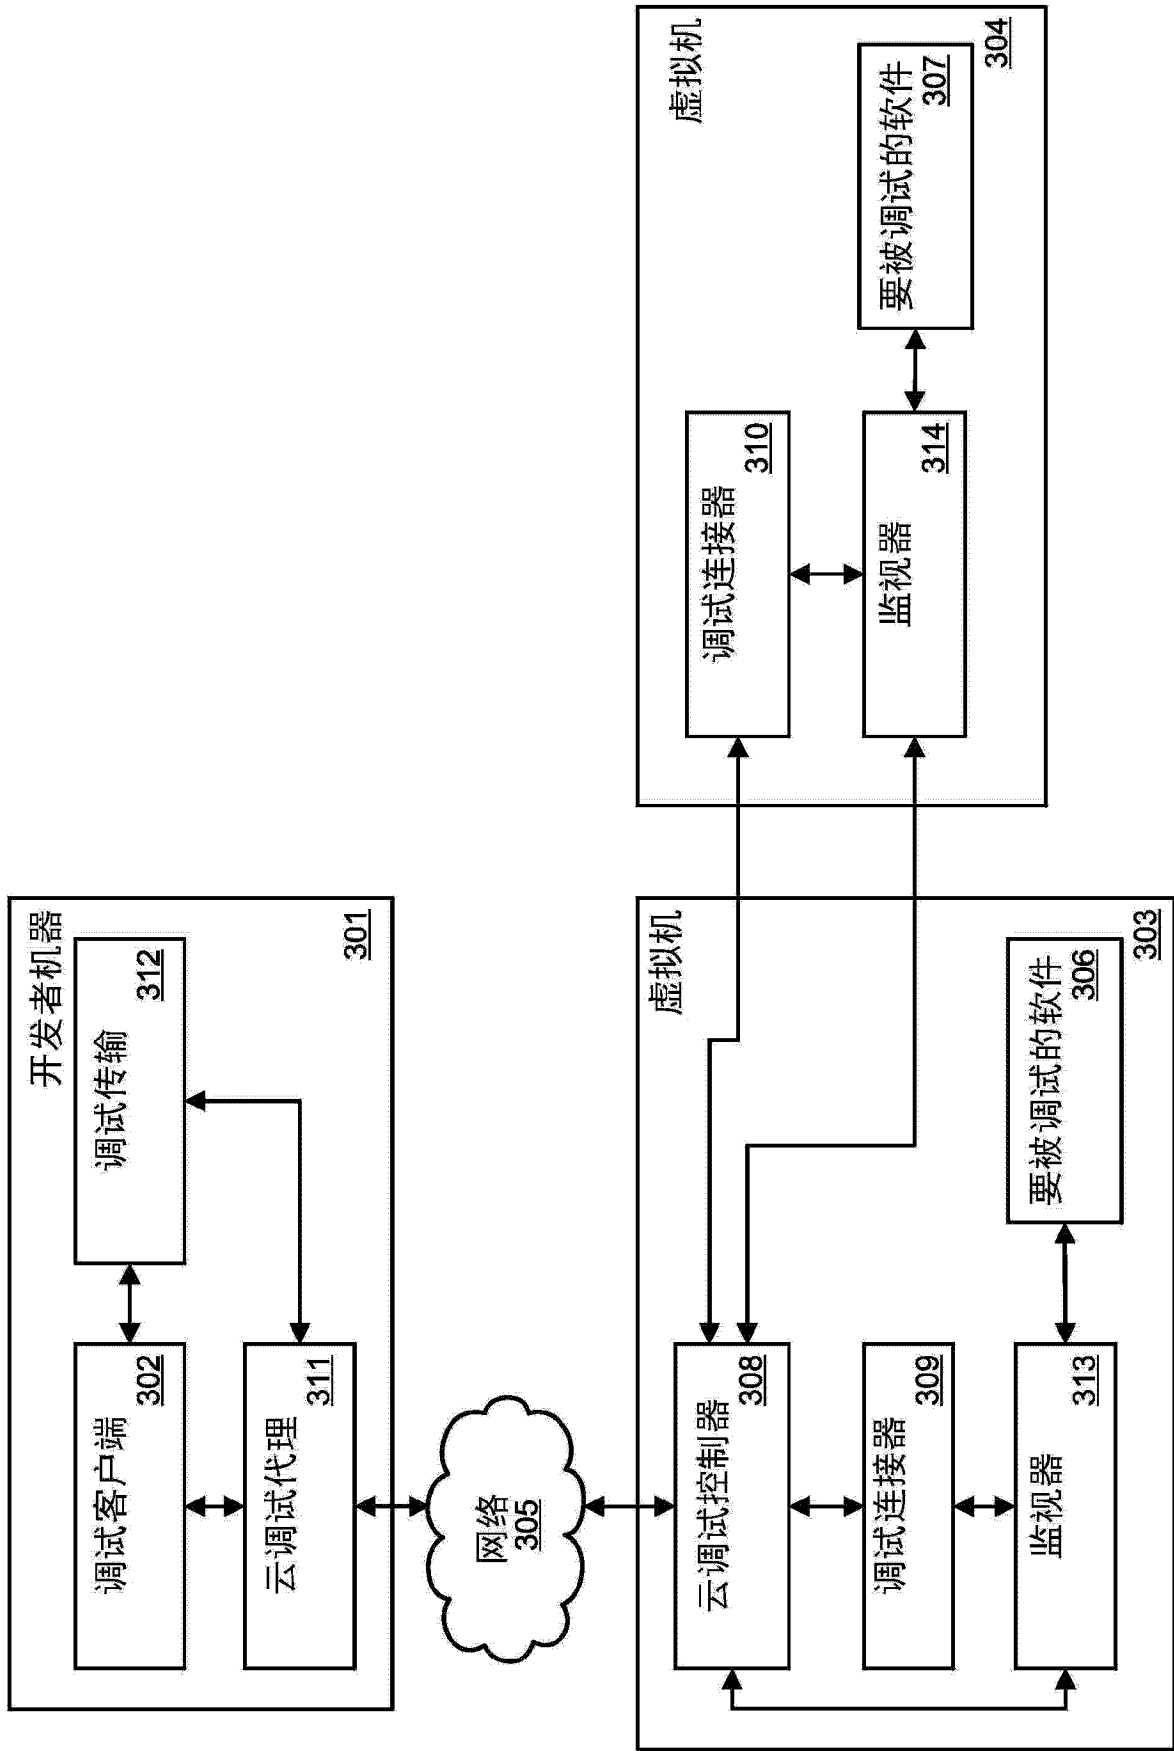 开发者机器
301
调试客户端
302
调试传输
312
云调试代理
311
网络
305
虚拟机
303
云调试控制器
308
调试连接器
309
监视器
313
要被调试的软件
306
虚拟机
304
调试连接器
310
监视器
314
要被调试的软件
307